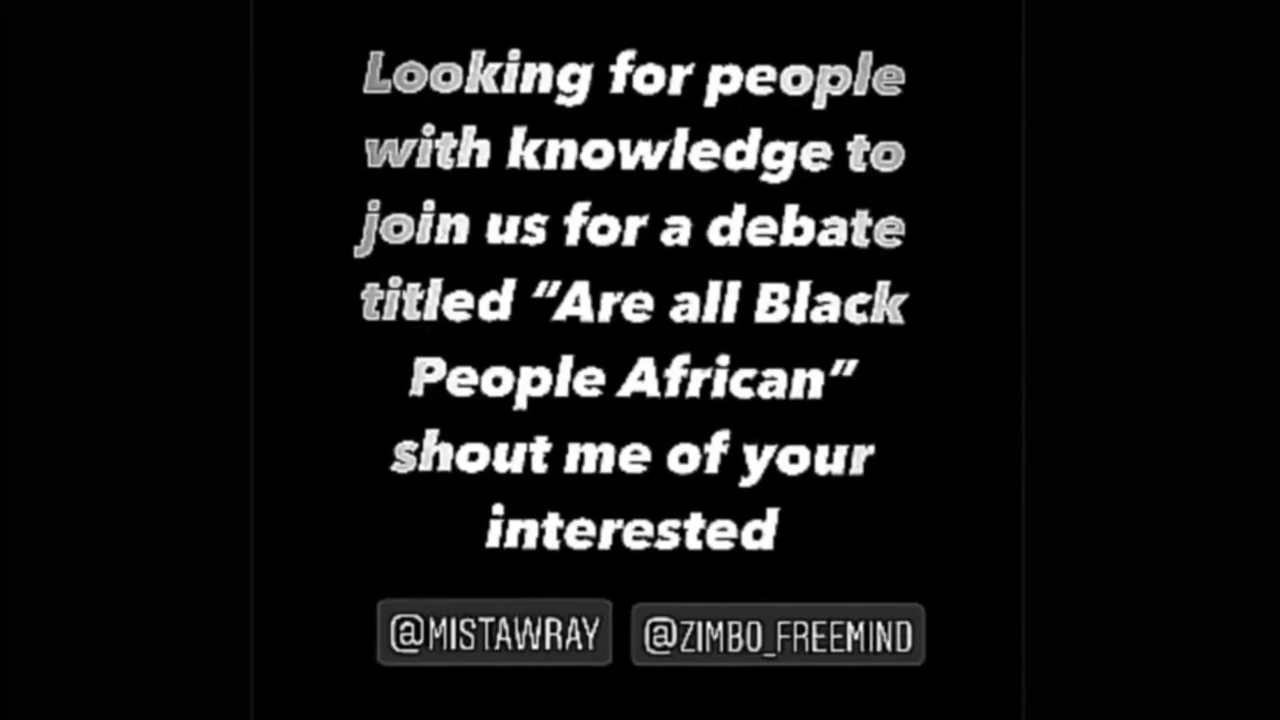 Looking for people
with knowledge to
join us for a debate
titled "Are all Black
People African"
shout me of your
interested
@MISTAWRAY @ZIMBO_FREEMIND